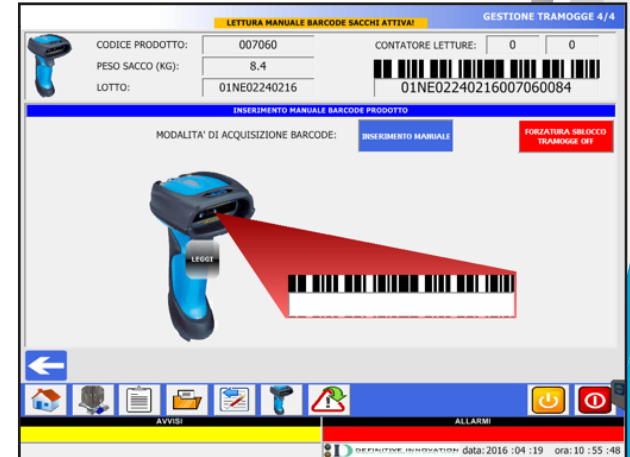 LETTURA MANUALE BARCODE SACCHI ATTIVA!
GESTIONE TRAMOGGE 4/4
CODICE PRODOTTO: 007060
CONTATORE LETTURE: 0 0
PESO SACCO (KG): 8.4
LOTTO: 01NE02240216
01NE02240216007060084
INSERIMENTO MANUALE BARCODE PRODOTTO
MODALITA' DI ACQUISIZIONE BARCODE:
INSERIMENTO MANUALE
FORZATURA SBLOCCO
TRAMOGGE OFF
LEGGI
AVVISI
ALLARMI
DEFINITIVE INNOVATION data:2016 :04 :19 ora:10 :55 :48